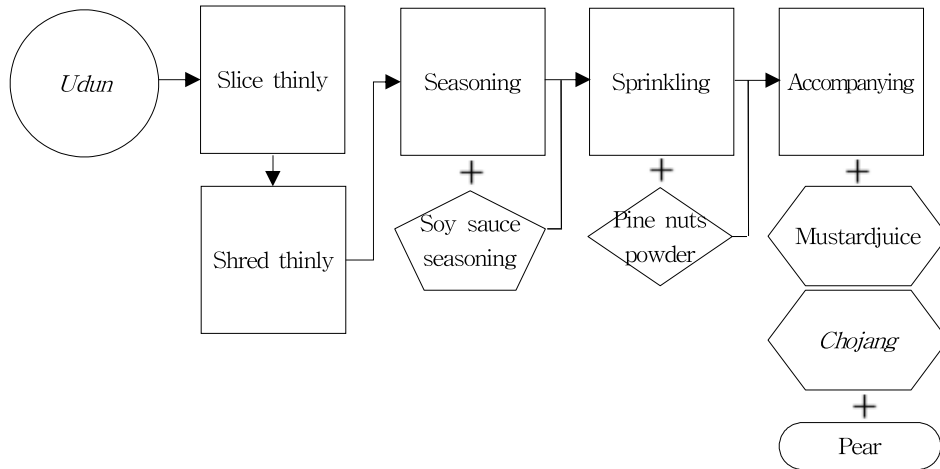 Udun
Slice thinly
Shred thinly
Seasoning
+
Soy sauce
seasoning
Sprinkling
+
Pine nuts
powder
Accompanying
+
Mustardjuice
Chojang
+
Pear